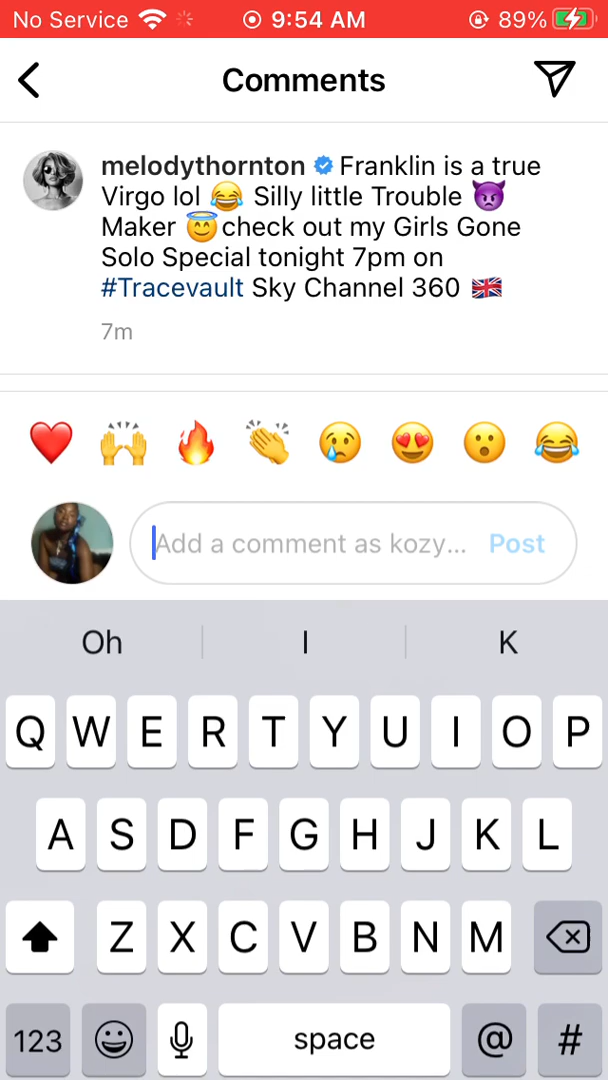 No Service 9:54 AM 89%
Comments
melodythornton Franklin is a true
Virgo lol 😂 Silly little Trouble 😈
Maker 😇check out my Girls Gone
Solo Special tonight 7pm on
#Tracevault Sky Channel 360 🇬🇧
7m
Add a comment as kozy... Post
Oh I K
Q W E R T Y U I O P
A S D F G H J K L
Z X C V B N M
123 space @ #